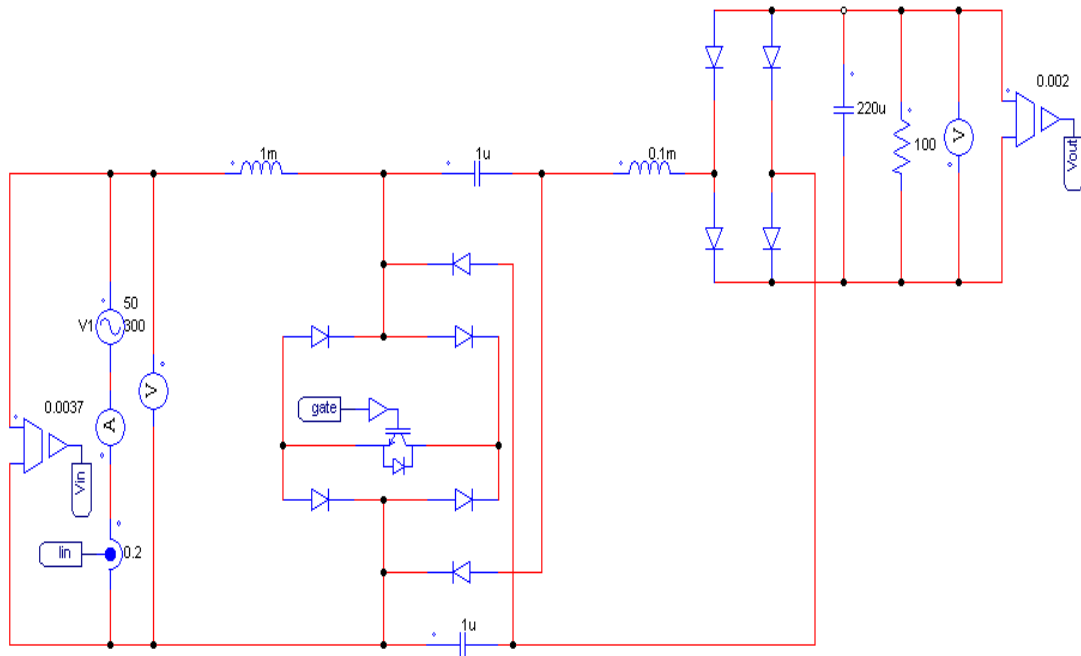 0.002
220u
100
V
Vout
1m
1u
0.1m
50
V1 300
V
0.0037
A
gate
Vin
Iin
0.2
1u